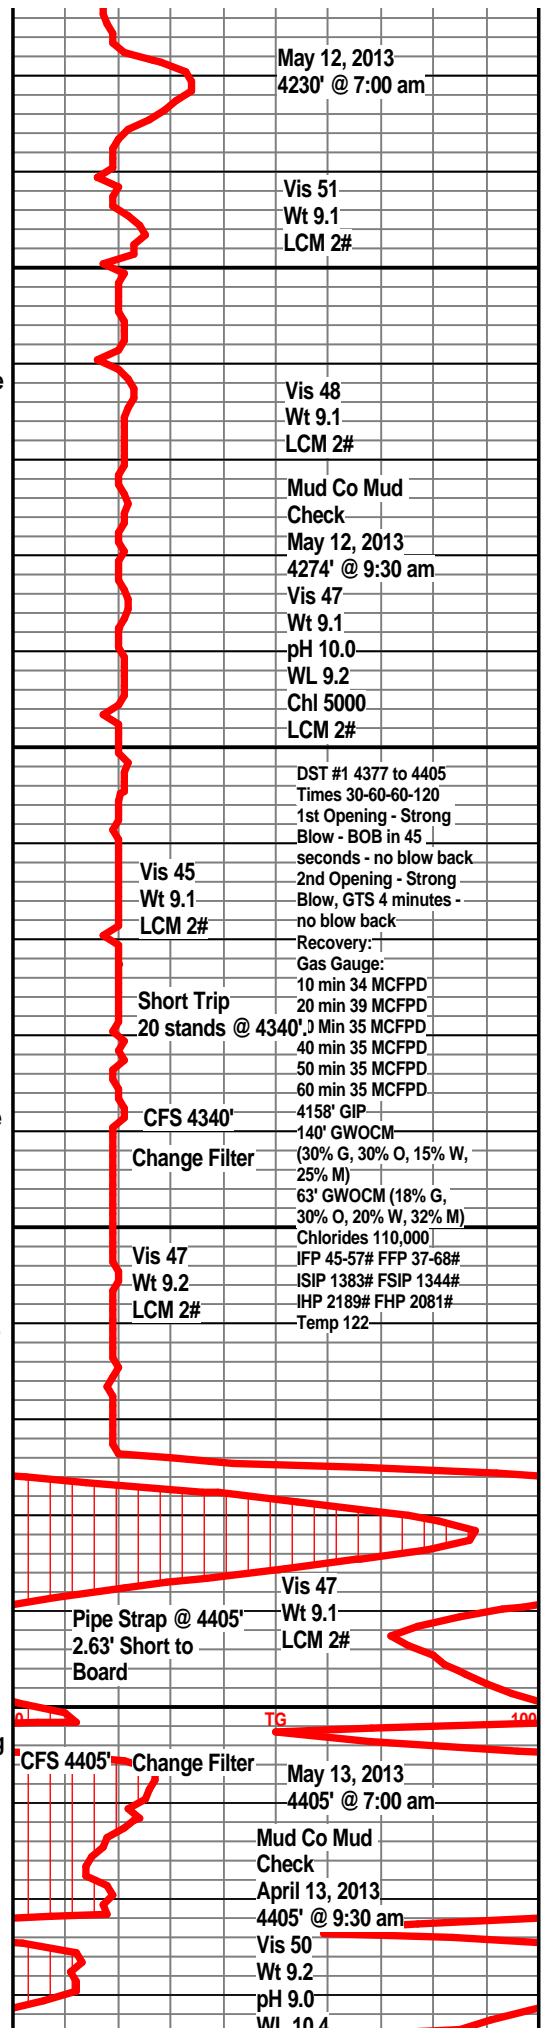 May 12, 2013
4230' @ 7:00 am
Vis 51
Wt 9.1
LCM 2#
e
Vis 48
Wt 9.1
LCM 2#
Mud Co Mud
Check
May 12, 2013
4274' @ 9:30 am
Vis 47
Wt 9.1
pH 10.0
WL 9.2
Chl 5000
LCM 2#
DST #1 4377 to 4405
Times 30-60-60-120
1st Opening - Strong
Blow - BOB in 45
seconds - no blow back
2nd Opening - Strong
Blow, GTS 4 minutes -
no blow back
Recovery:
Gas Gauge:
10 min 34 MCFPD
20 min 39 MCFPD
0 Min 35 MCFPD
40 min 35 MCFPD
50 min 35 MCFPD
60 min 35 MCFPD
4158' GIP
140' GWOCM
(30% G, 30% O, 15% W,
25% M)
63' GWOCM (18% G,
30% O, 20% W, 32% M)
Chlorides 110,000
IFP 45-57# FFP 37-68#
ISIP 1383# FSIP 1344#
IHP 2189# FHP 2081#
Temp 122
Vis 45
Wt 9.1
LCM 2#
Short Trip
20 stands @ 4340'.
e
CFS 4340'
Change Filter
Vis 47
Wt 9.2
LCM 2#
Vis 47
Wt 9.1
LCM 2#
Pipe Strap @ 4405'
2.63' Short to
Board
0 TG 100
g
CFS 4405' Change Filter
May 13, 2013
4405' @ 7:00 am
Mud Co Mud
Check
April 13, 2013
4405' @ 9:30 am
Vis 50
Wt 9.2
pH 9.0
WL 10.4